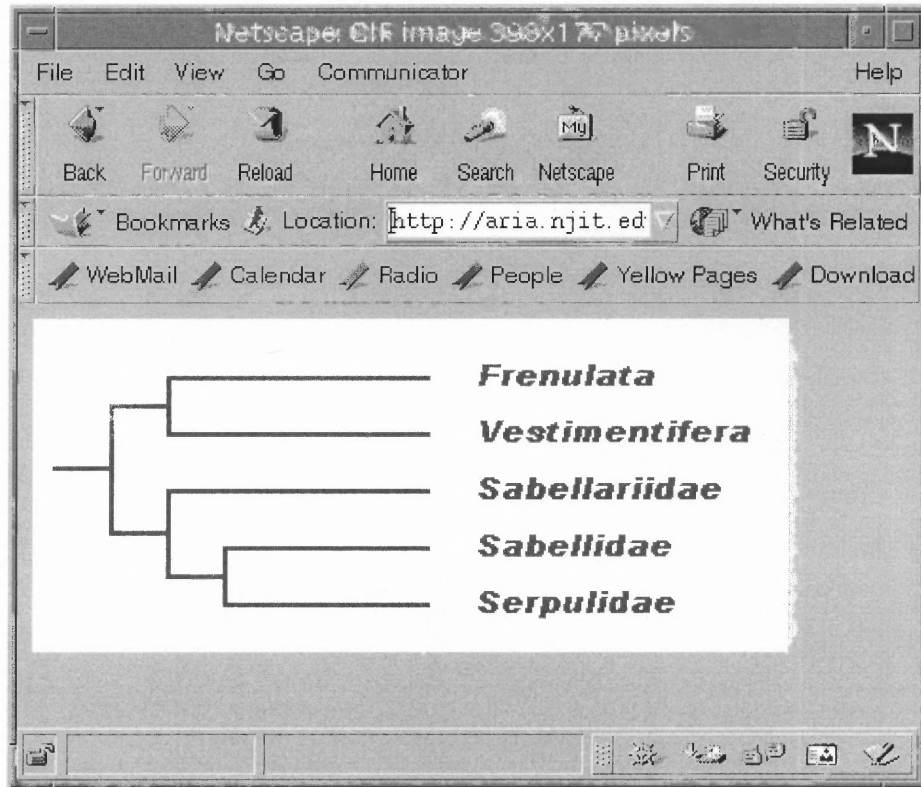 Netscape: GIF image 398x177 pixels
File Edit View Go Communicator Help
Back Forward Reload Home Search Netscape Print Security
My
N
Bookmarks Location: http://aria.njit.ed What's Related
WebMail Calendar Radio People Yellow Pages Download
Frenulata
Vestimentifera
Sabellariidae
Sabellidae
Serpulidae